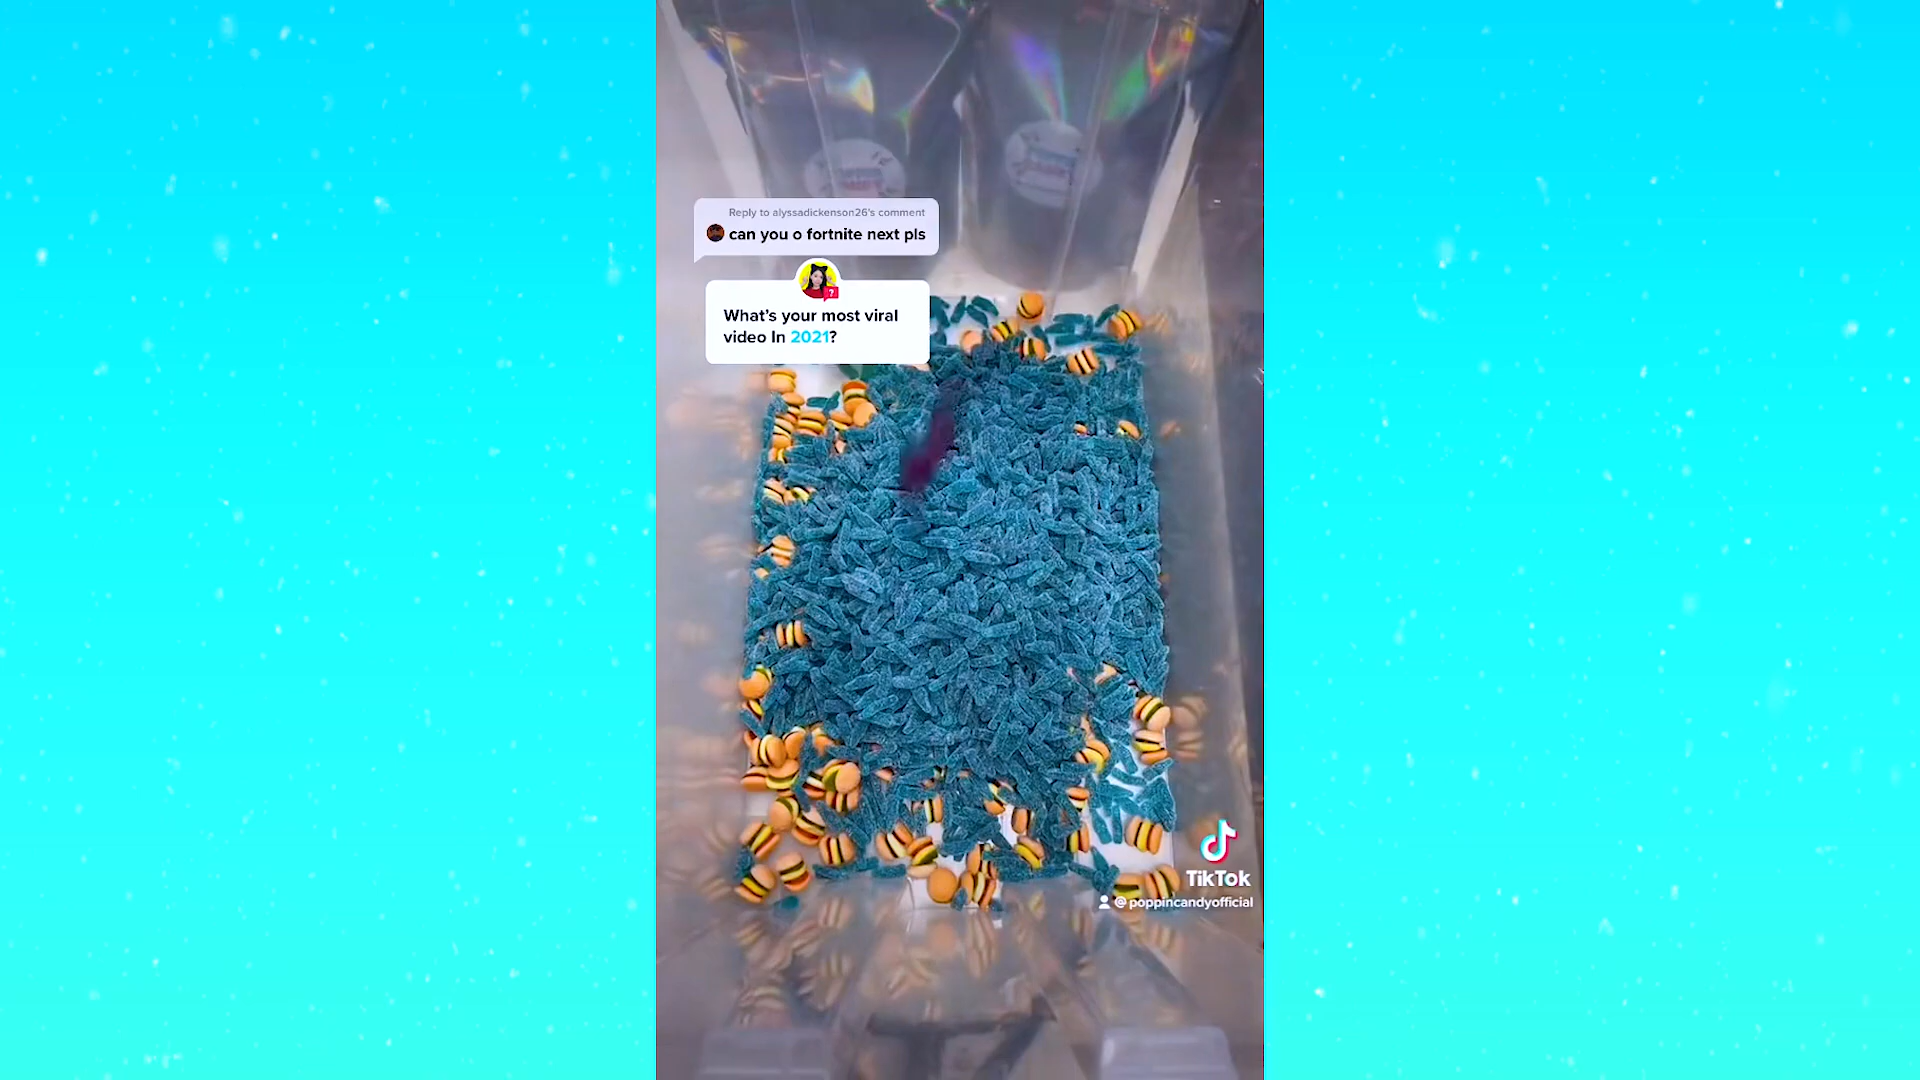 Reply to alyssadickenson26's comment
can you o fortnite next pls
What's your most viral
video In 2021?
TikTok
@poppincandyofficial